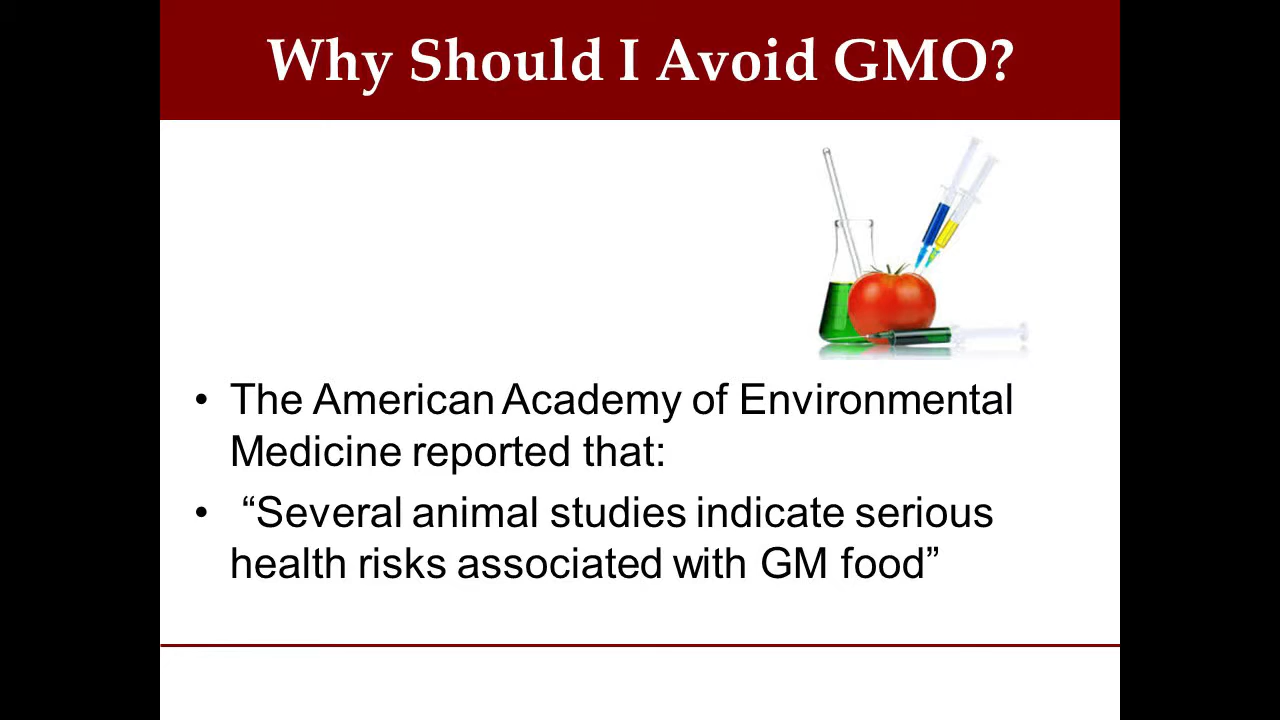 Why Should I Avoid GMO?
• The American Academy of Environmental
Medicine reported that:
• “Several animal studies indicate serious
health risks associated with GM food”